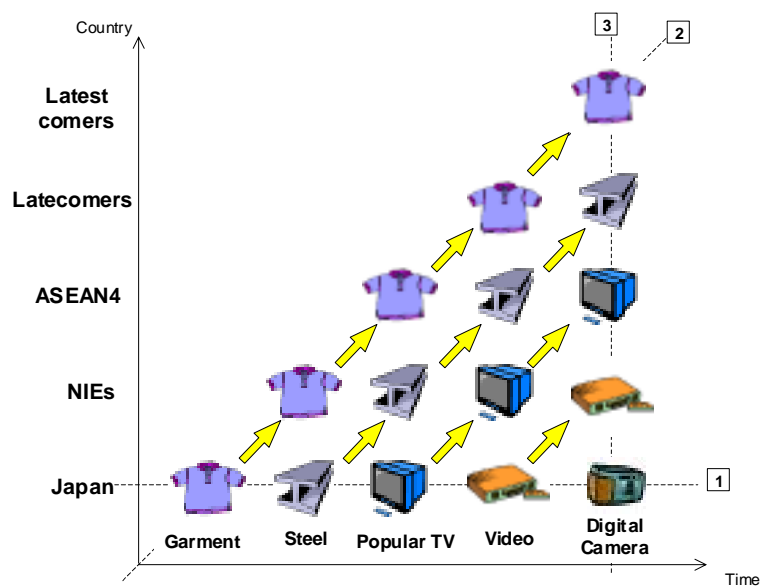 Country
3
2
Latest
comers
Latecomers
ASEAN4
NIEs
Japan
1
Garment
Steel
Popular TV
Video
Digital
Camera
Time